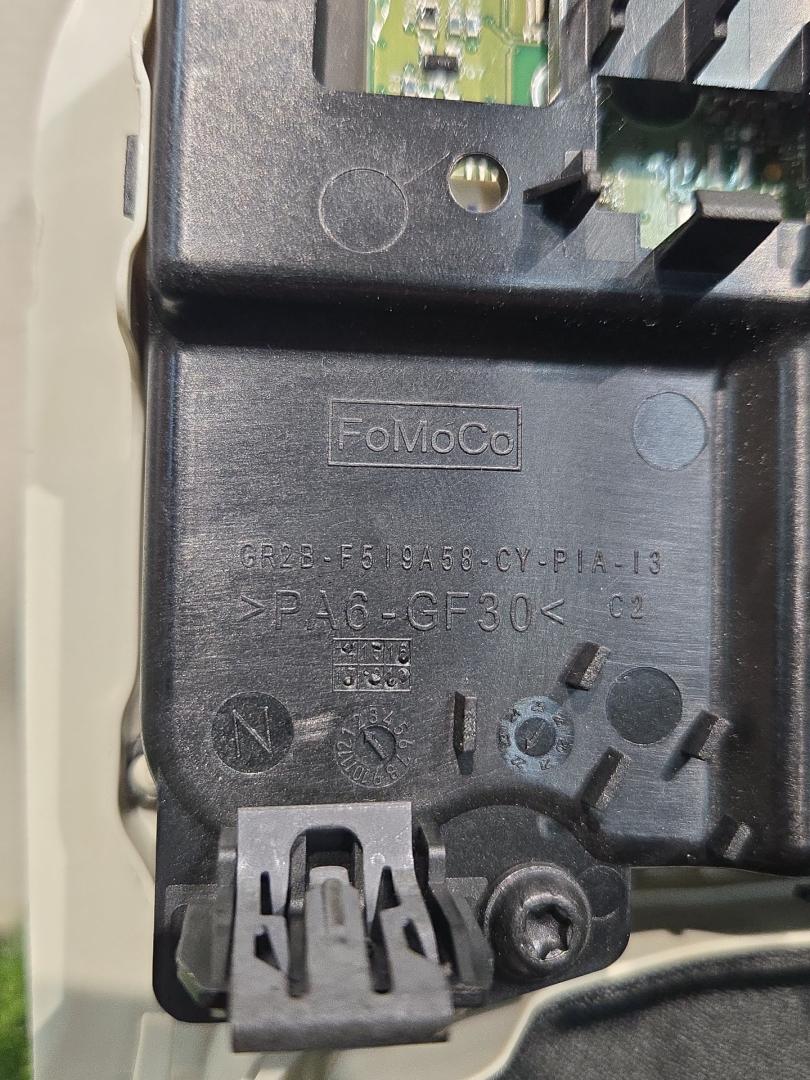 FoMoCo
GR2B-F519A58-CY-PIA-13
>PA6-GF30< C2
N